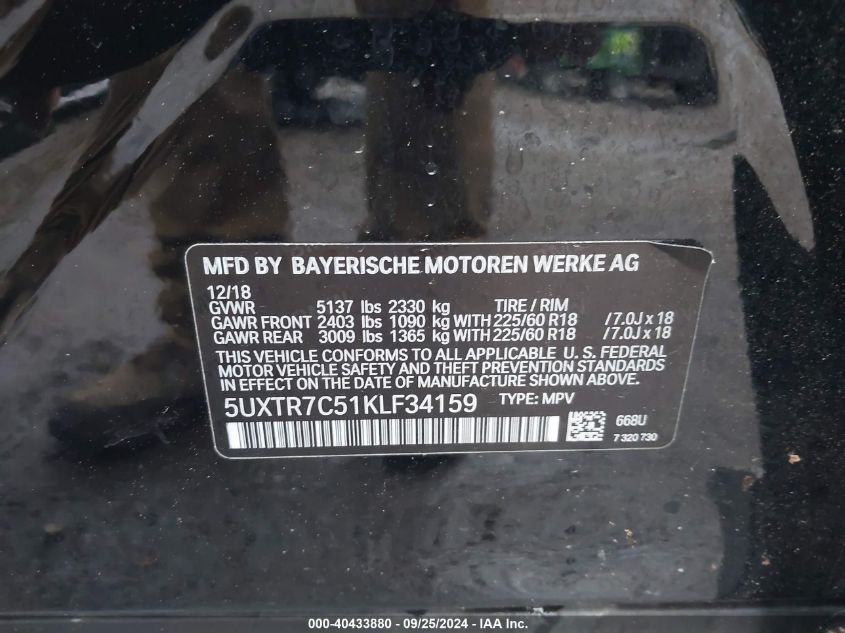 MFD BY BAYERISCHE MOTOREN WERKE AG
12/18
GVWR 5137 lbs 2330 kg TIRE / RIM
GAWR FRONT 2403 lbs 1090 kg WITH 225/60 R18 /7.0J x 18
GAWR REAR 3009 lbs 1365 kg WITH 225/60 R18 /7.0J x 18
THIS VEHICLE CONFORMS TO ALL APPLICABLE U. S. FEDERAL
MOTOR VEHICLE SAFETY AND THEFT PREVENTION STANDARDS
IN EFFECT ON THE DATE OF MANUFACTURE SHOWN ABOVE.
5UXTR7C51KLF34159 TYPE: MPV
668U
7 320 730
000-40433880 - 09/25/2024 - IAA, Inc.